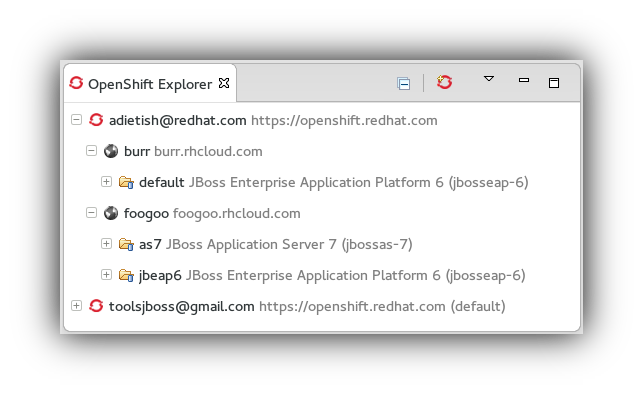 OpenShift Explorer
adietish@redhat.com https://openshift.redhat.com
burr burr.rhcloud.com
default JBoss Enterprise Application Platform 6 (jbosseap-6)
foogoo foogoo.rhcloud.com
as7 JBoss Application Server 7 (jbossas-7)
jbeap6 JBoss Enterprise Application Platform 6 (jbosseap-6)
toolsjboss@gmail.com https://openshift.redhat.com (default)